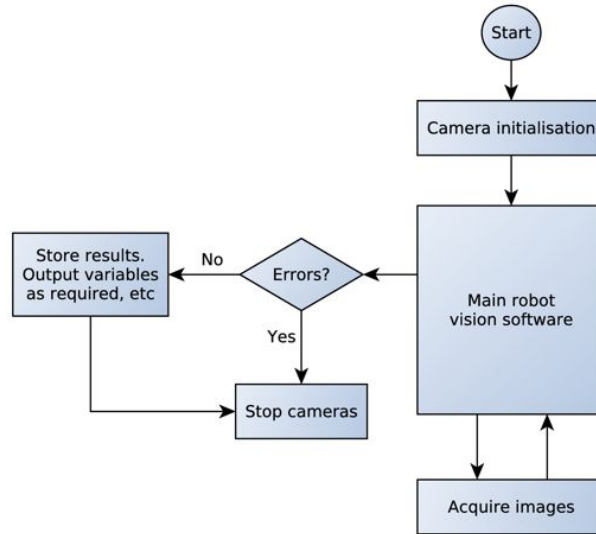 Start
Camera initialisation
Main robot
vision software
Acquire images
Errors?
No
Yes
Store results.
Output variables
as required, etc
Stop cameras